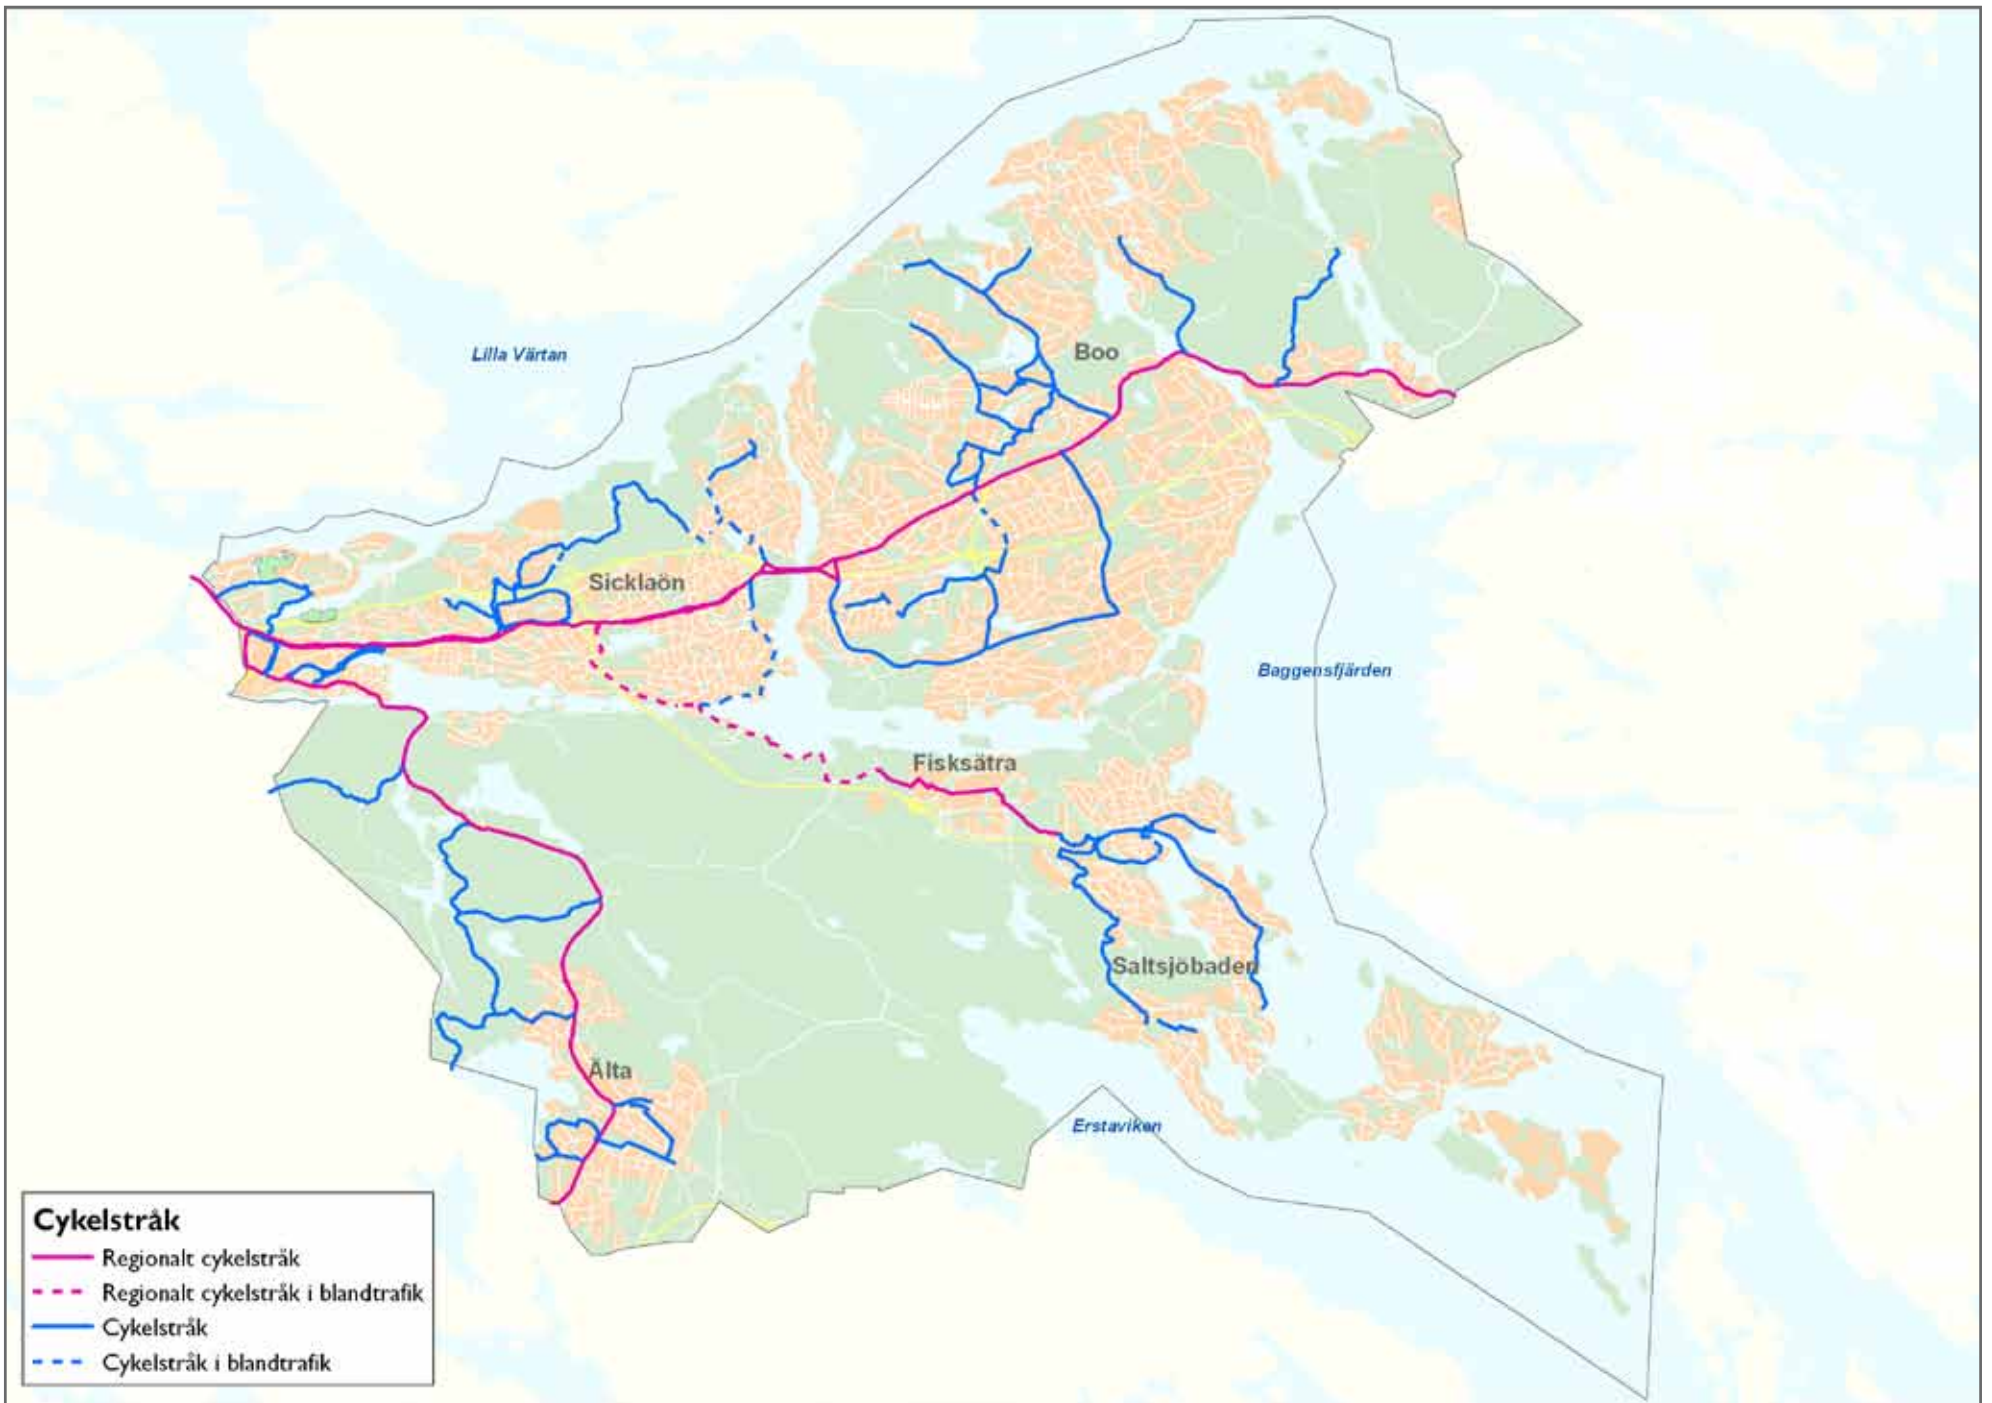 Boo
Lilla Värtan
Sicklaön
Baggensfjärden
Fisksätra
Saltsjöbaden
Älta
Erstaviken
Cykelstråk
Regionalt cykelstråk
Regionalt cykelstråk i blandtrafik
Cykelstråk
Cykelstråk i blandtrafik